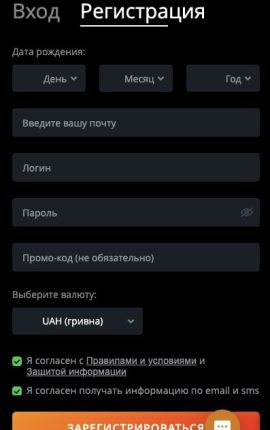 Вход Регистрация
Дата рождения:
День Месяц Год
Введите вашу почту
Логин
Пароль
Промо-код (не обязательно)
Выберите валюту:
UAH (гривна)
Я согласен с Правилами и условиями и
Защитой информации
Я согласен получать информацию по email и sms
ЗАРЕГИСТРИРОВАТЬСЯ